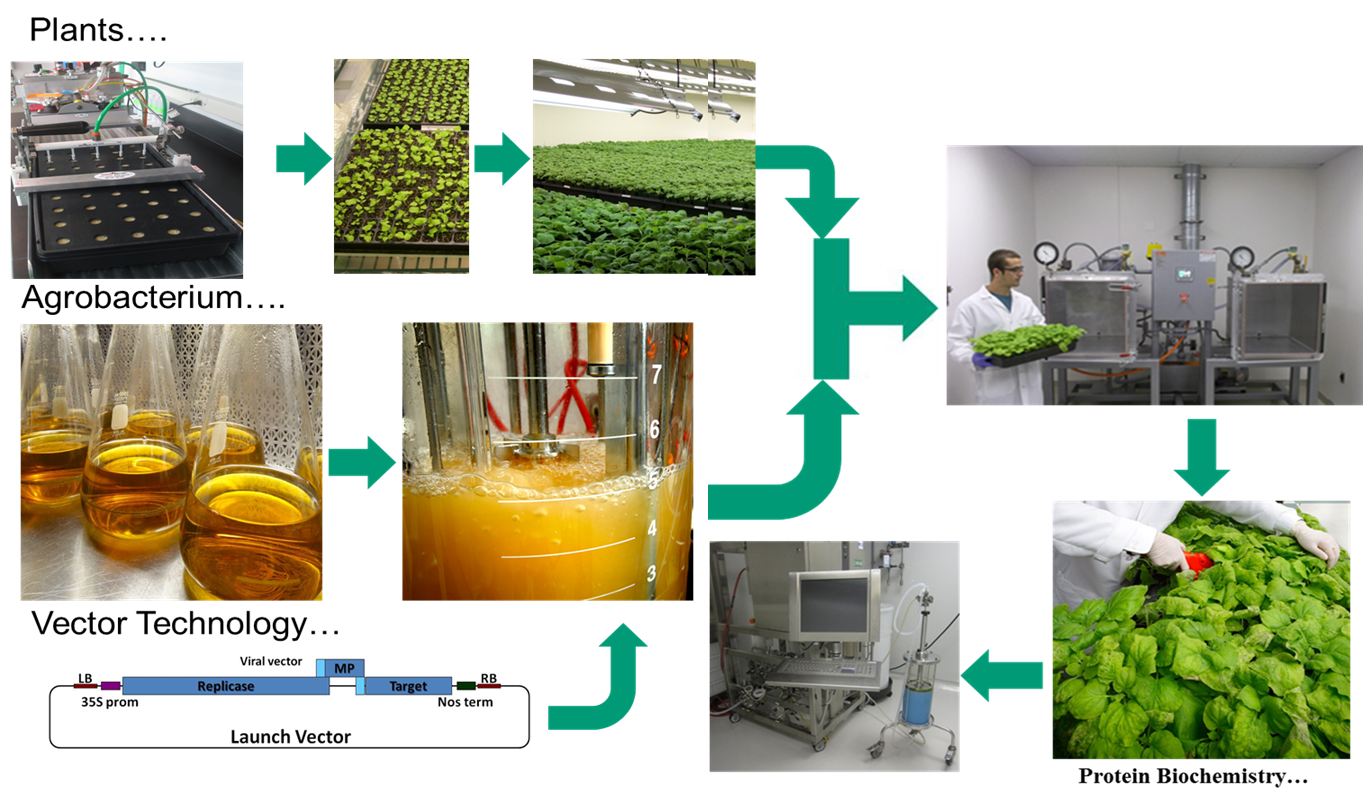 Plants….
Agrobacterium….
7
6
5
4
3
Vector Technology…
Viral vector
MP
LB
Replicase
Target
RB
35S prom
Nos term
Launch Vector
Protein Biochemistry…